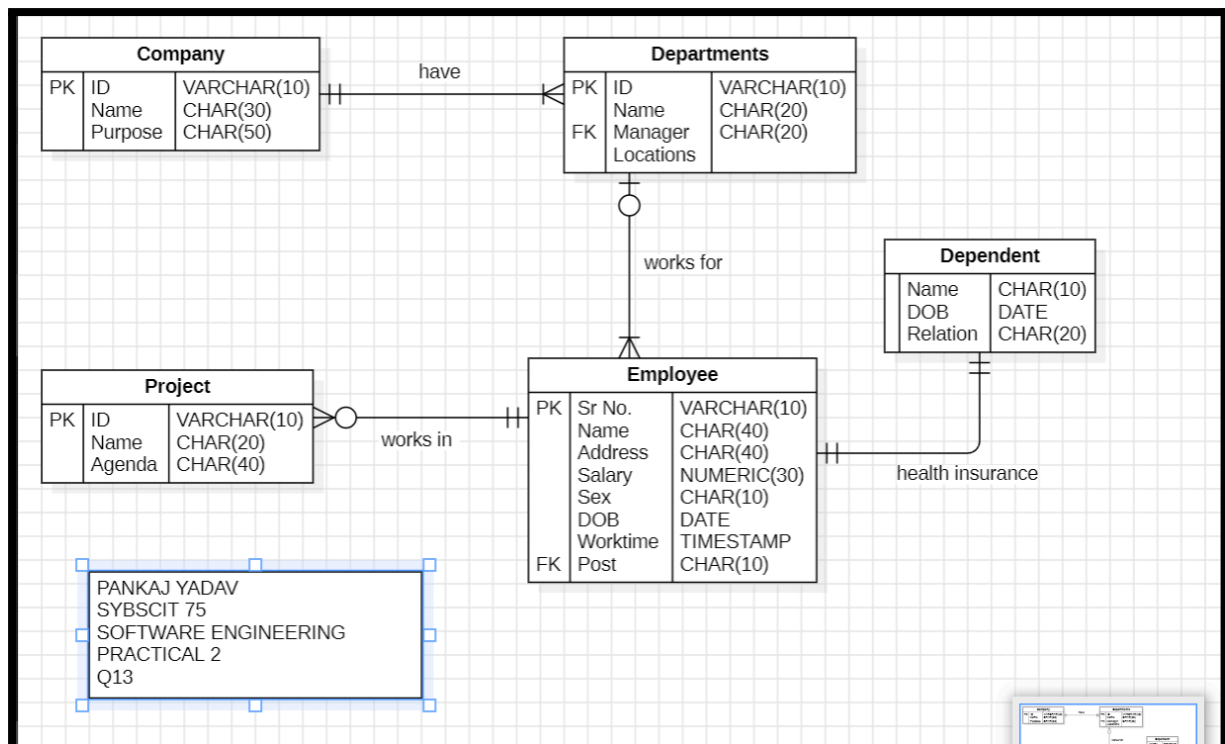 Company
PK ID VARCHAR(10)
Name CHAR(30)
Purpose CHAR(50)
have
Departments
PK ID VARCHAR(10)
Name CHAR(20)
FK Manager CHAR(20)
Locations
works for
Dependent
Name CHAR(10)
DOB DATE
Relation CHAR(20)
Project
PK ID VARCHAR(10)
Name CHAR(20)
Agenda CHAR(40)
works in
Employee
PK Sr No. VARCHAR(10)
Name CHAR(40)
Address CHAR(40)
Salary NUMERIC(30)
Sex CHAR(10)
DOB DATE
Worktime TIMESTAMP
FK Post CHAR(10)
health insurance
PANKAJ YADAV
SYBSCIT 75
SOFTWARE ENGINEERING
PRACTICAL 2
Q13